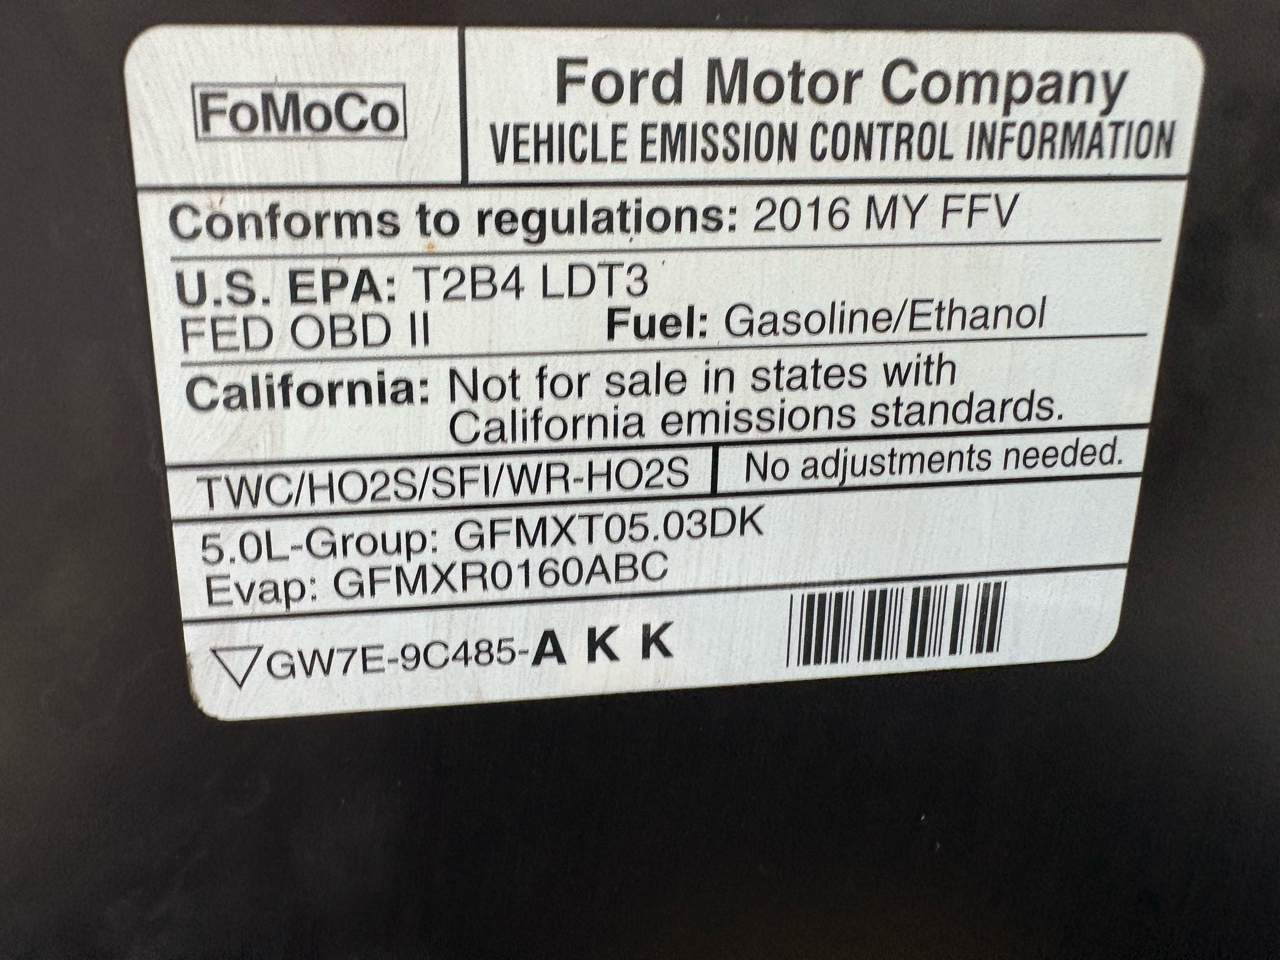 FoMoCo
Ford Motor Company
VEHICLE EMISSION CONTROL INFORMATION
Conforms to regulations: 2016 MY FFV
U.S. EPA: T2B4 LDT3
FED OBD II Fuel: Gasoline/Ethanol
California: Not for sale in states with
California emissions standards.
TWC/HO2S/SFI/WR-HO2S No adjustments needed.
5.0L-Group: GFMXT05.03DK
Evap: GFMXR0160ABC
GW7E-9C485-A K K